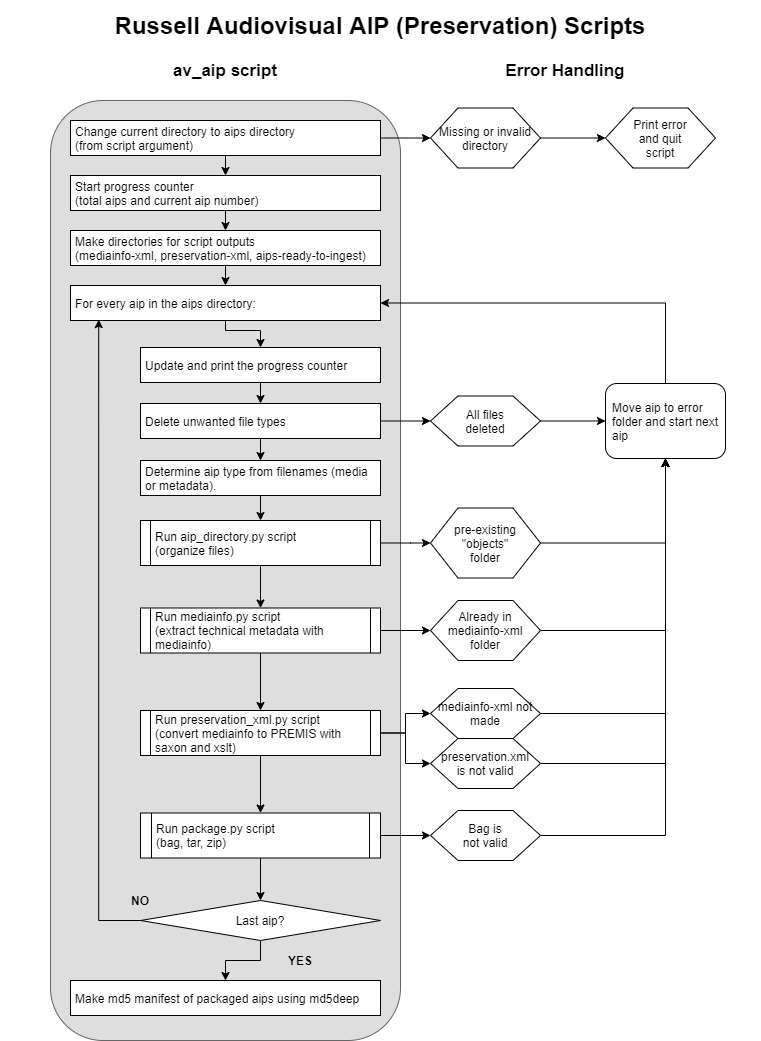 Russell Audiovisual AIP (Preservation) Scripts
av_aip script
Error Handling
Change current directory to aips directory
(from script argument)
Missing or invalid
directory
Print error
and quit
script
Start progress counter
(total aips and current aip number)
Make directories for script outputs
(mediainfo-xml, preservation-xml, aips-ready-to-ingest)
For every aip in the aips directory:
Update and print the progress counter
Delete unwanted file types
All files
deleted
Move aip to error
folder and start next
aip
Determine aip type from filenames (media
or metadata).
Run aip_directory.py script
(organize files)
pre-existing
"objects"
folder
Run mediainfo.py script
(extract technical metadata with
mediainfo)
Already in
mediainfo-xml
folder
Run preservation_xml.py script
(convert mediainfo to PREMIS with
saxon and xslt)
mediainfo-xml not
made
preservation.xml
is not valid
Run package.py script
(bag, tar, zip)
Bag is
not valid
NO
Last aip?
YES
Make md5 manifest of packaged aips using md5deep